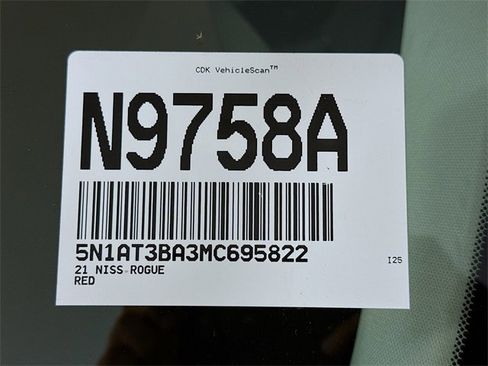 CDK VehicleScan™
N9758A
5N1AT3BA3MC695822
21 NISS ROGUE
I25
RED